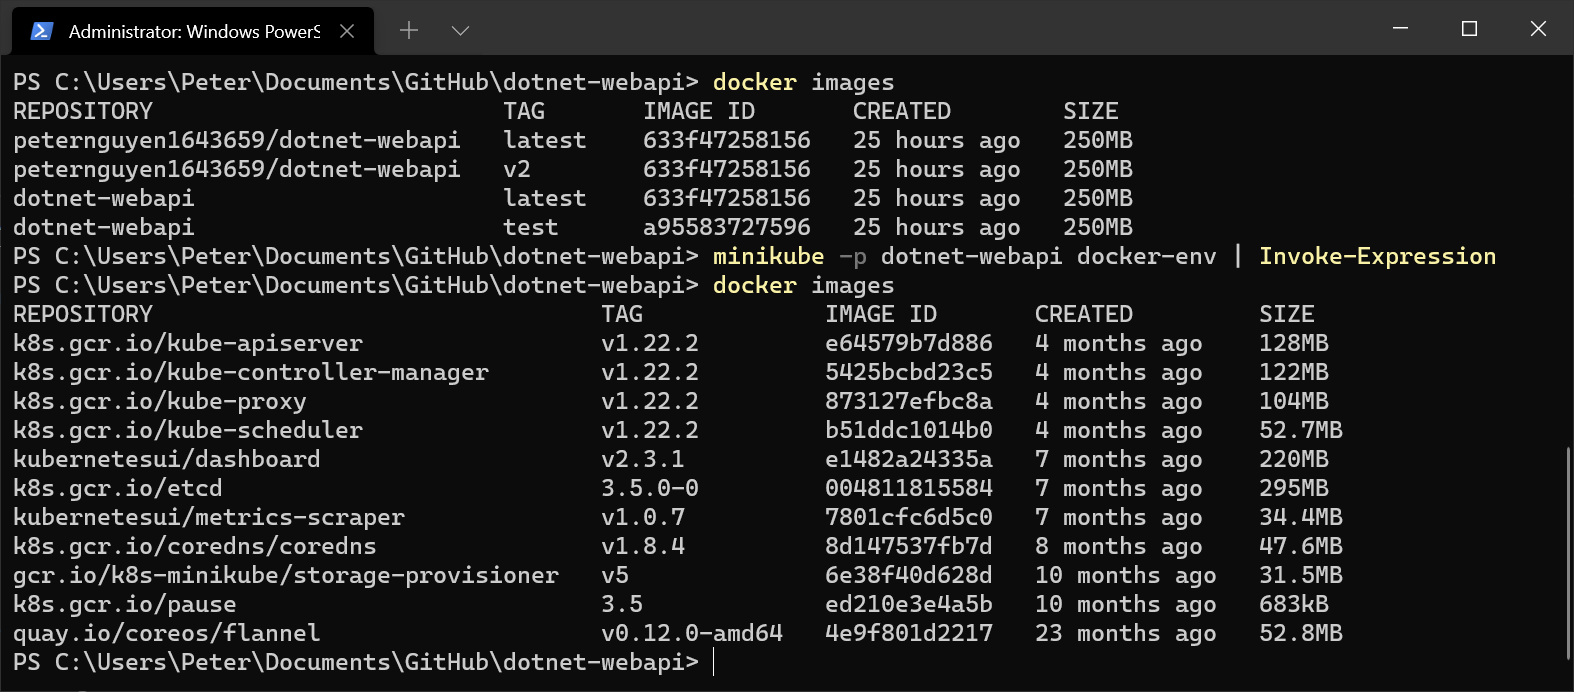 Administrator: Windows PowerS
PS C:\Users\Peter\Documents\GitHub\dotnet-webapi> docker images
REPOSITORY                         TAG       IMAGE ID       CREATED        SIZE
peternguyen1643659/dotnet-webapi   latest    633f47258156   25 hours ago   250MB
peternguyen1643659/dotnet-webapi   v2        633f47258156   25 hours ago   250MB
dotnet-webapi                      latest    633f47258156   25 hours ago   250MB
dotnet-webapi                      test      a95583727596   25 hours ago   250MB
PS C:\Users\Peter\Documents\GitHub\dotnet-webapi> minikube -p dotnet-webapi docker-env | Invoke-Expression
PS C:\Users\Peter\Documents\GitHub\dotnet-webapi> docker images
REPOSITORY                                TAG             IMAGE ID       CREATED         SIZE
k8s.gcr.io/kube-apiserver                 v1.22.2         e64579b7d886   4 months ago    128MB
k8s.gcr.io/kube-controller-manager        v1.22.2         5425bcbd23c5   4 months ago    122MB
k8s.gcr.io/kube-proxy                     v1.22.2         873127efbc8a   4 months ago    104MB
k8s.gcr.io/kube-scheduler                 v1.22.2         b51ddc1014b0   4 months ago    52.7MB
kubernetesui/dashboard                    v2.3.1          e1482a24335a   7 months ago    220MB
k8s.gcr.io/etcd                           3.5.0-0         004811815584   7 months ago    295MB
kubernetesui/metrics-scraper              v1.0.7          7801cfc6d5c0   7 months ago    34.4MB
k8s.gcr.io/coredns/coredns                v1.8.4          8d147537fb7d   8 months ago    47.6MB
gcr.io/k8s-minikube/storage-provisioner   v5              6e38f40d628d   10 months ago   31.5MB
k8s.gcr.io/pause                          3.5             ed210e3e4a5b   10 months ago   683kB
quay.io/coreos/flannel                    v0.12.0-amd64   4e9f801d2217   23 months ago   52.8MB
PS C:\Users\Peter\Documents\GitHub\dotnet-webapi>